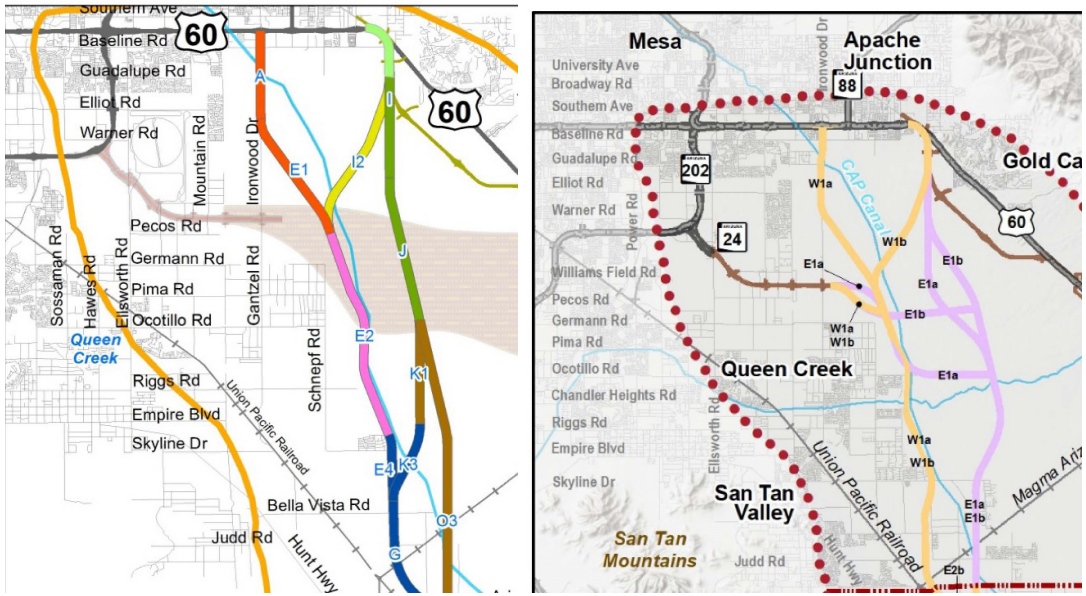 Southern Ave
60
Baseline Rd
Guadalupe Rd
Elliot Rd
Warner Rd
Mountain Rd
Ironwood Dr
A
E1
I
I2
60
Pecos Rd
Germann Rd
Pima Rd
Ocotillo Rd
Sossaman Rd
Hawes Rd
Ellsworth Rd
Gantzel Rd
J
Queen
Creek
E2
Schnepf Rd
K1
Riggs Rd
Empire Blvd
Skyline Dr
Union Pacific Railroad
E4
K3
Bella Vista Rd
O3
Judd Rd
Hunt Hwy
G
Mesa
Apache
Junction
Ironwood Dr
University Ave
Broadway Rd
Southern Ave
Baseline Rd
Guadalupe Rd
Elliot Rd
Warner Rd
Power Rd
88
202
24
60
Gold Ca
CAP Canal
W1a
W1b
E1a
E1b
E1a
E1b
W1a
W1b
E1a
Williams Field Rd
Pecos Rd
Germann Rd
Pima Rd
Ocotillo Rd
Chandler Heights Rd
Riggs Rd
Empire Blvd
Skyline Dr
Queen Creek
Ellsworth Rd
W1a
W1b
Union Pacific Railroad
Magma Ariz
San Tan
Valley
E1a
E1b
San Tan
Mountains
Judd Rd
Hunt Hwy
E2b